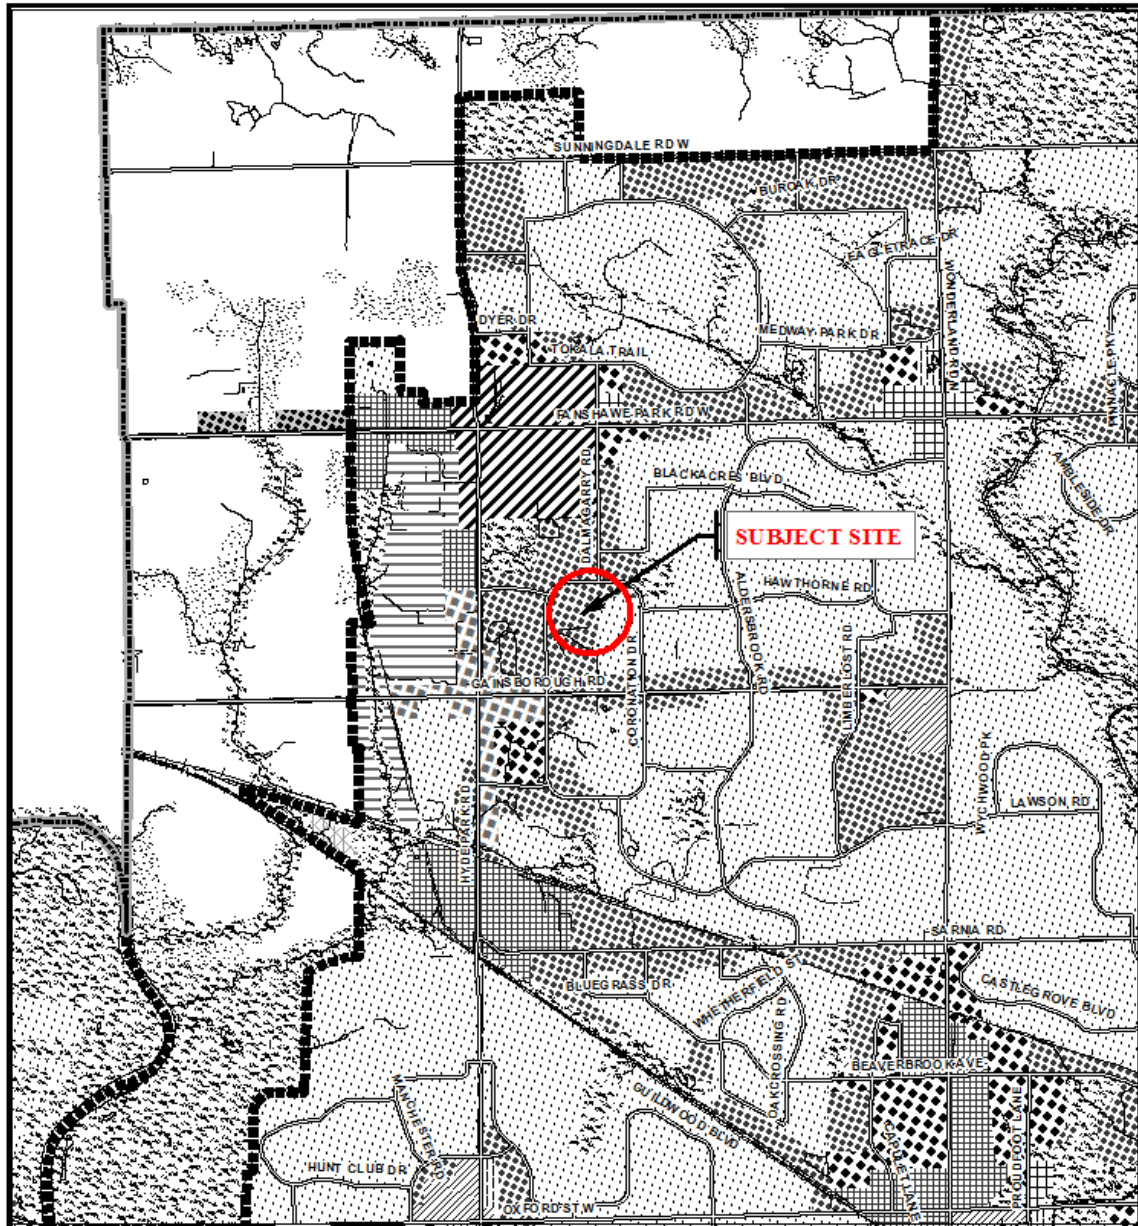 SUNNINGDALE RD W
BUROAK DR
EAGLETRACE DR
WONDERLAND RD N
DYER DR
MEDWAY PARK DR
TOKALA TRAIL
PINNACLE PKY
FANSHAWE PARK RD W
DALMAGARRY RD
BLACKACRES BLVD
AMBLESIDE DR
SUBJECT SITE
HAWTHORNE RD
ALDERSBROOK RD
LIMBERLOST RD
CORONATION DR
GAINSBOROUGH RD
WYCHWOOD PK
LAWSON RD
HYDE PARK RD
SARNIA RD
BLUEGRASS DR
WHETHERFIELD ST
CASTLEGROVE BLVD
OAKCROSSING RD
BEAVERBROOK AVE
MANCHESTER RD
GUILDWOOD BLVD
PROUDFOOT LANE
CAPULET LANE
HUNT CLUB DR
OXFORD ST W